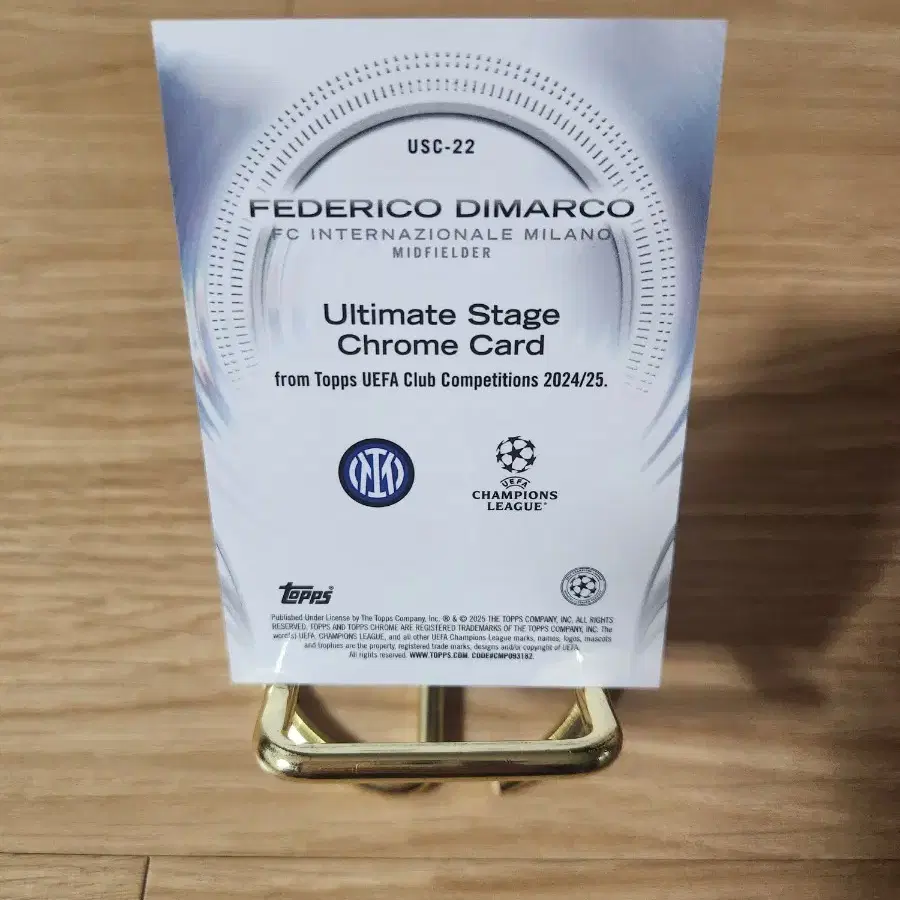 USC-22
FEDERICO DIMARCO
FC INTERNAZIONALE MILANO
MIDFIELDER
Ultimate Stage
Chrome Card
from Topps UEFA Club Competitions 2024/25.
UEFA
CHAMPIONS
LEAGUE®
topps®
Published Under License by The Topps Company, Inc. ® & © 2025 THE TOPPS COMPANY, INC. ALL RIGHTS
RESERVED. TOPPS AND TOPPS CHROME ARE REGISTERED TRADEMARKS OF THE TOPPS COMPANY, INC. The
word(s) UEFA, CHAMPIONS LEAGUE, and all other UEFA Champions League marks, names, logos, mascots
and trophies are the property, registered trade marks, designs and/or copyright of UEFA.
All rights reserved. WWW.TOPPS.COM. CODE#CMP093182.